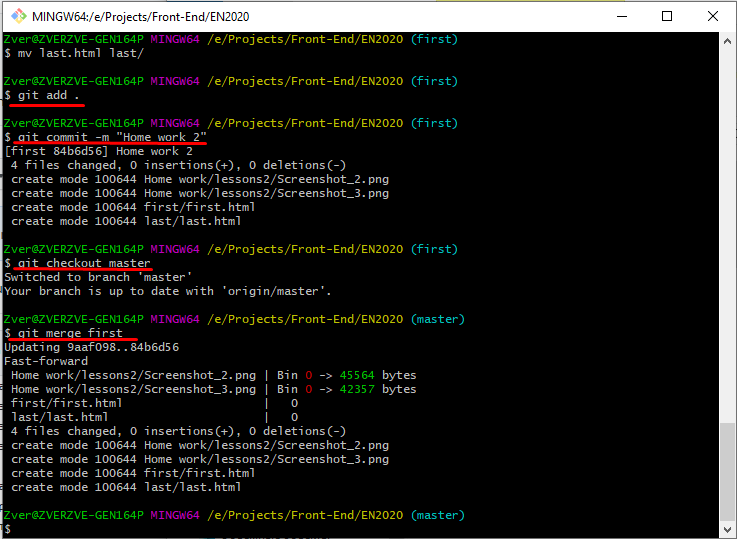 MINGW64:/e/Projects/Front-End/EN2020
Zver@ZVERZVE-GEN164P MINGW64 /e/Projects/Front-End/EN2020 (first)
$ mv last.html last/
Zver@ZVERZVE-GEN164P MINGW64 /e/Projects/Front-End/EN2020 (first)
$ git add .
Zver@ZVERZVE-GEN164P MINGW64 /e/Projects/Front-End/EN2020 (first)
$ git commit -m "Home work 2"
[first 84b6d56] Home work 2
4 files changed, 0 insertions(+), 0 deletions(-)
create mode 100644 Home work/lessons2/Screenshot_2.png
create mode 100644 Home work/lessons2/Screenshot_3.png
create mode 100644 first/first.html
create mode 100644 last/last.html
Zver@ZVERZVE-GEN164P MINGW64 /e/Projects/Front-End/EN2020 (first)
$ git checkout master
Switched to branch 'master'
Your branch is up to date with 'origin/master'.
Zver@ZVERZVE-GEN164P MINGW64 /e/Projects/Front-End/EN2020 (master)
$ git merge first
Updating 9aaf098..84b6d56
Fast-forward
Home work/lessons2/Screenshot_2.png | Bin 0 -> 45564 bytes
Home work/lessons2/Screenshot_3.png | Bin 0 -> 42357 bytes
first/first.html | 0
last/last.html | 0
4 files changed, 0 insertions(+), 0 deletions(-)
create mode 100644 Home work/lessons2/Screenshot_2.png
create mode 100644 Home work/lessons2/Screenshot_3.png
create mode 100644 first/first.html
create mode 100644 last/last.html
Zver@ZVERZVE-GEN164P MINGW64 /e/Projects/Front-End/EN2020 (master)
$